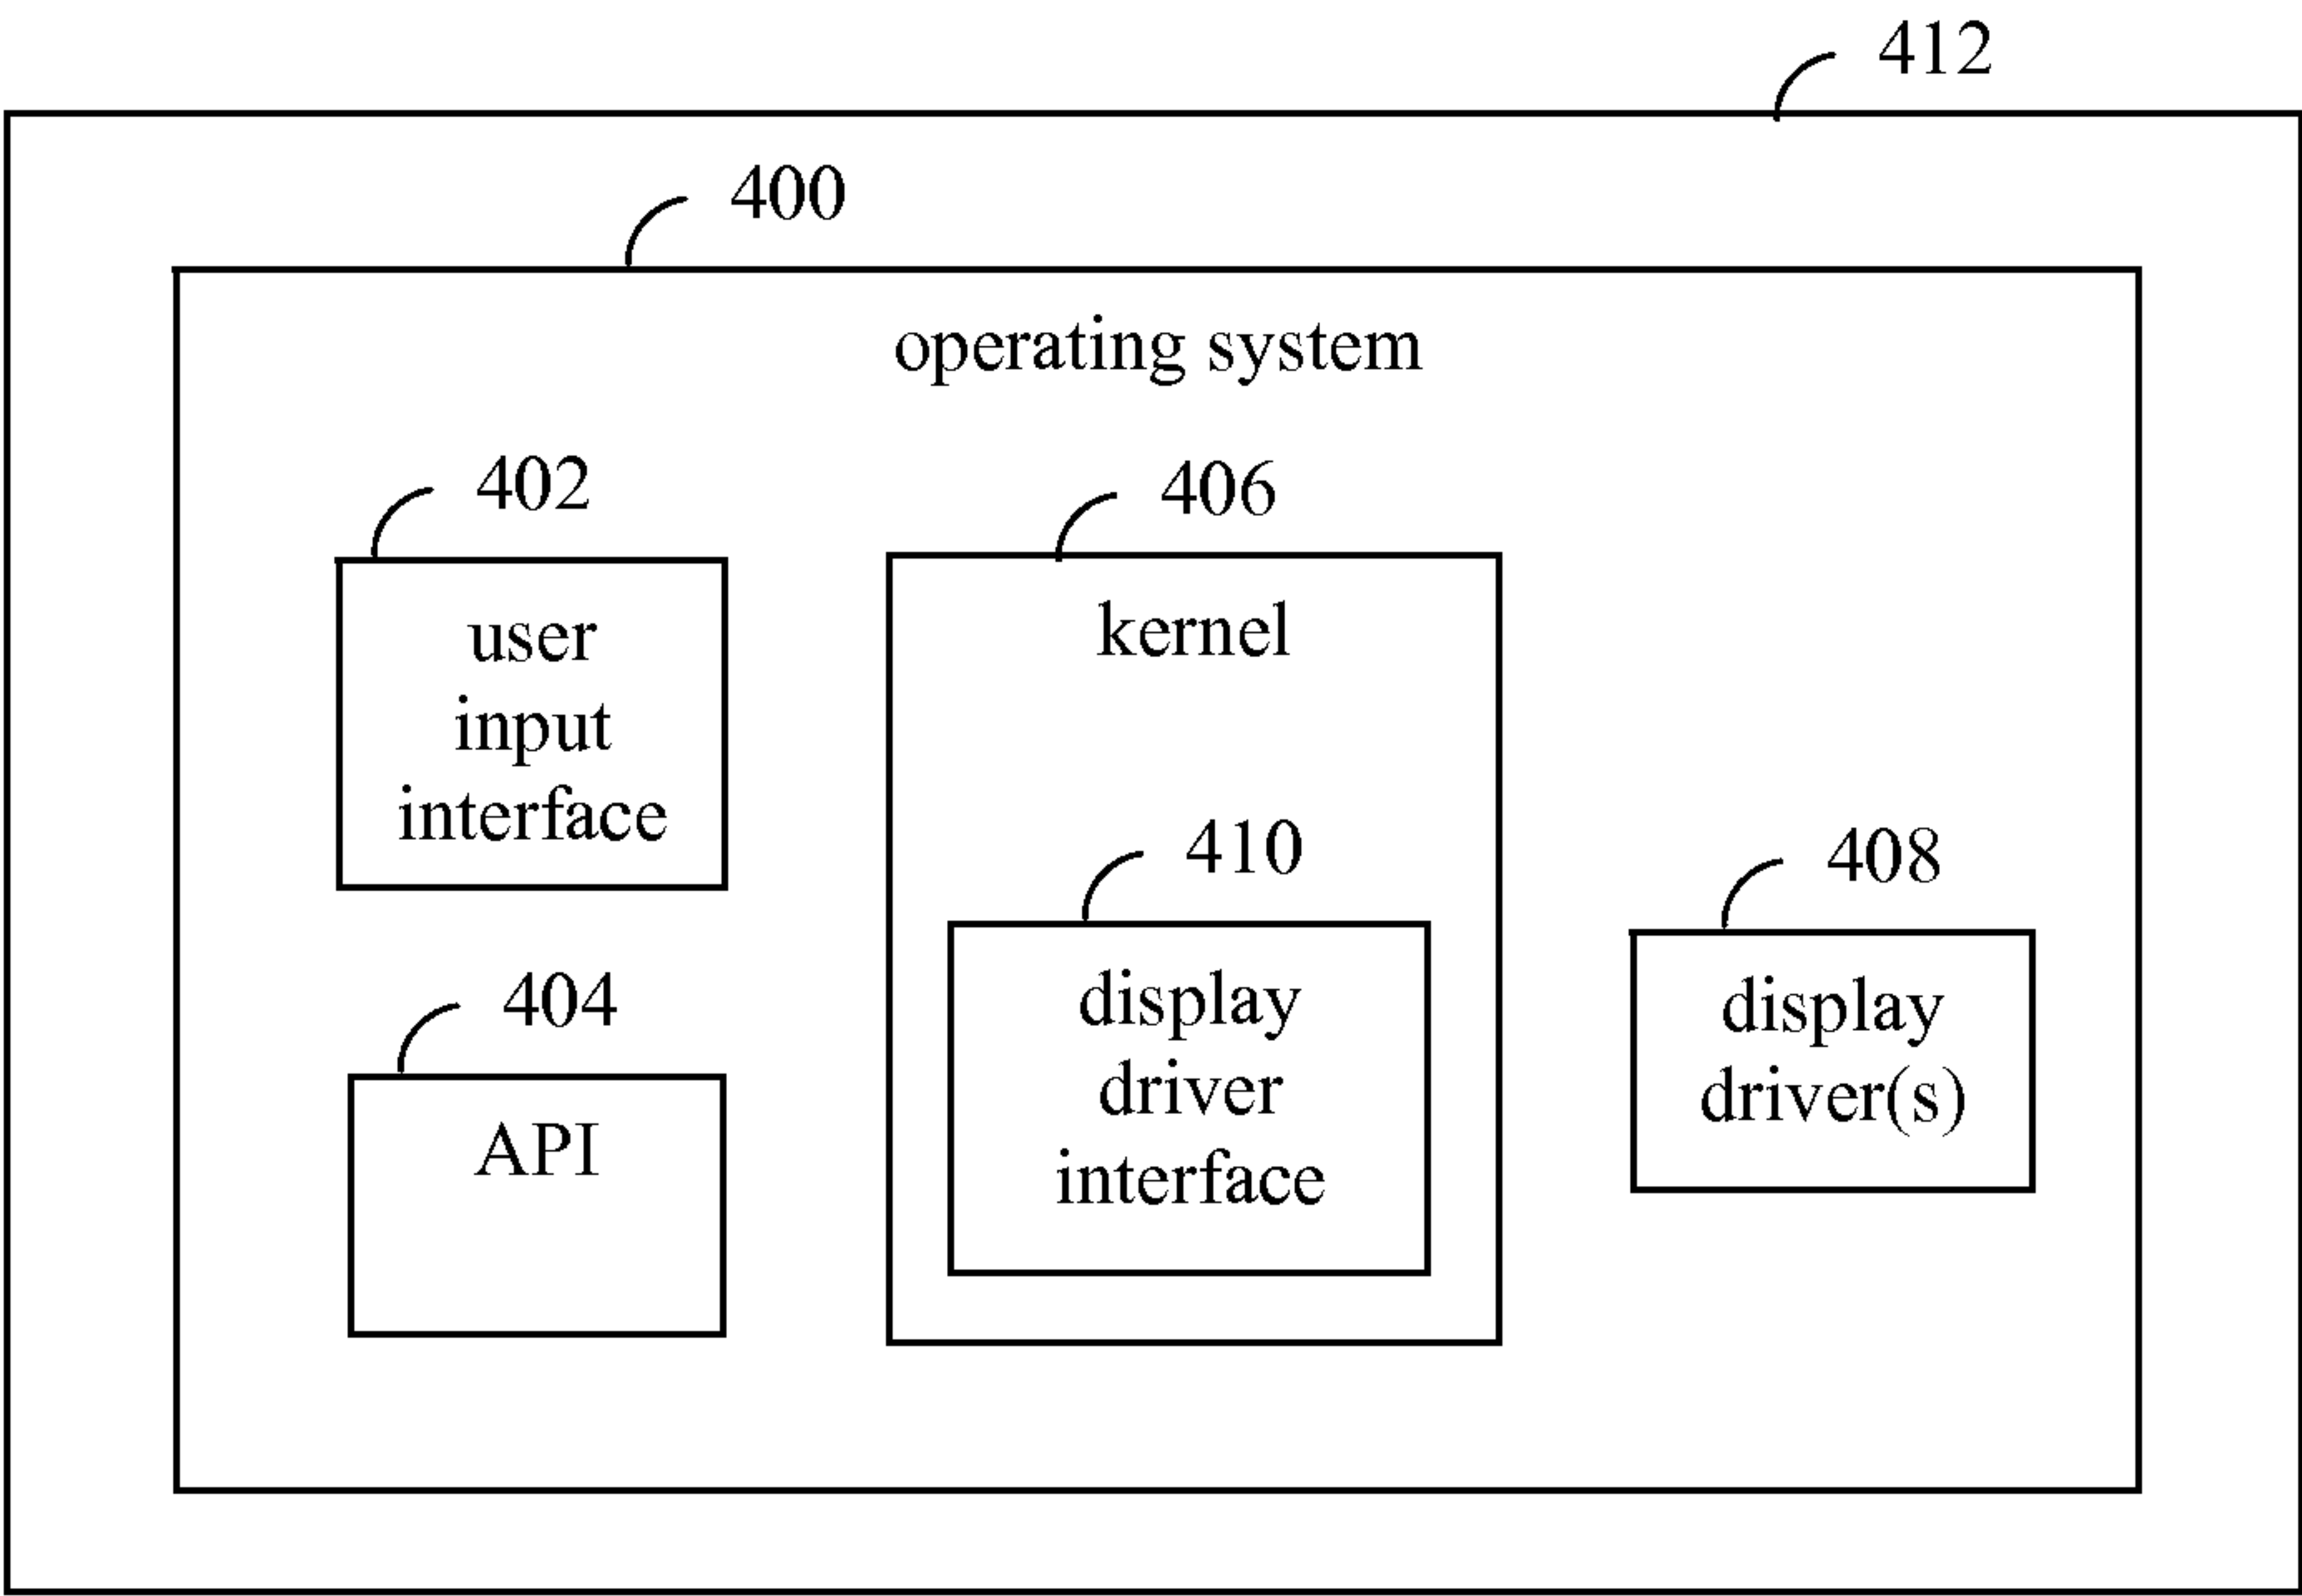 412
400
operating system
402
user
input
interface
404
API
406
kernel
410
display
driver
interface
408
display
driver(s)